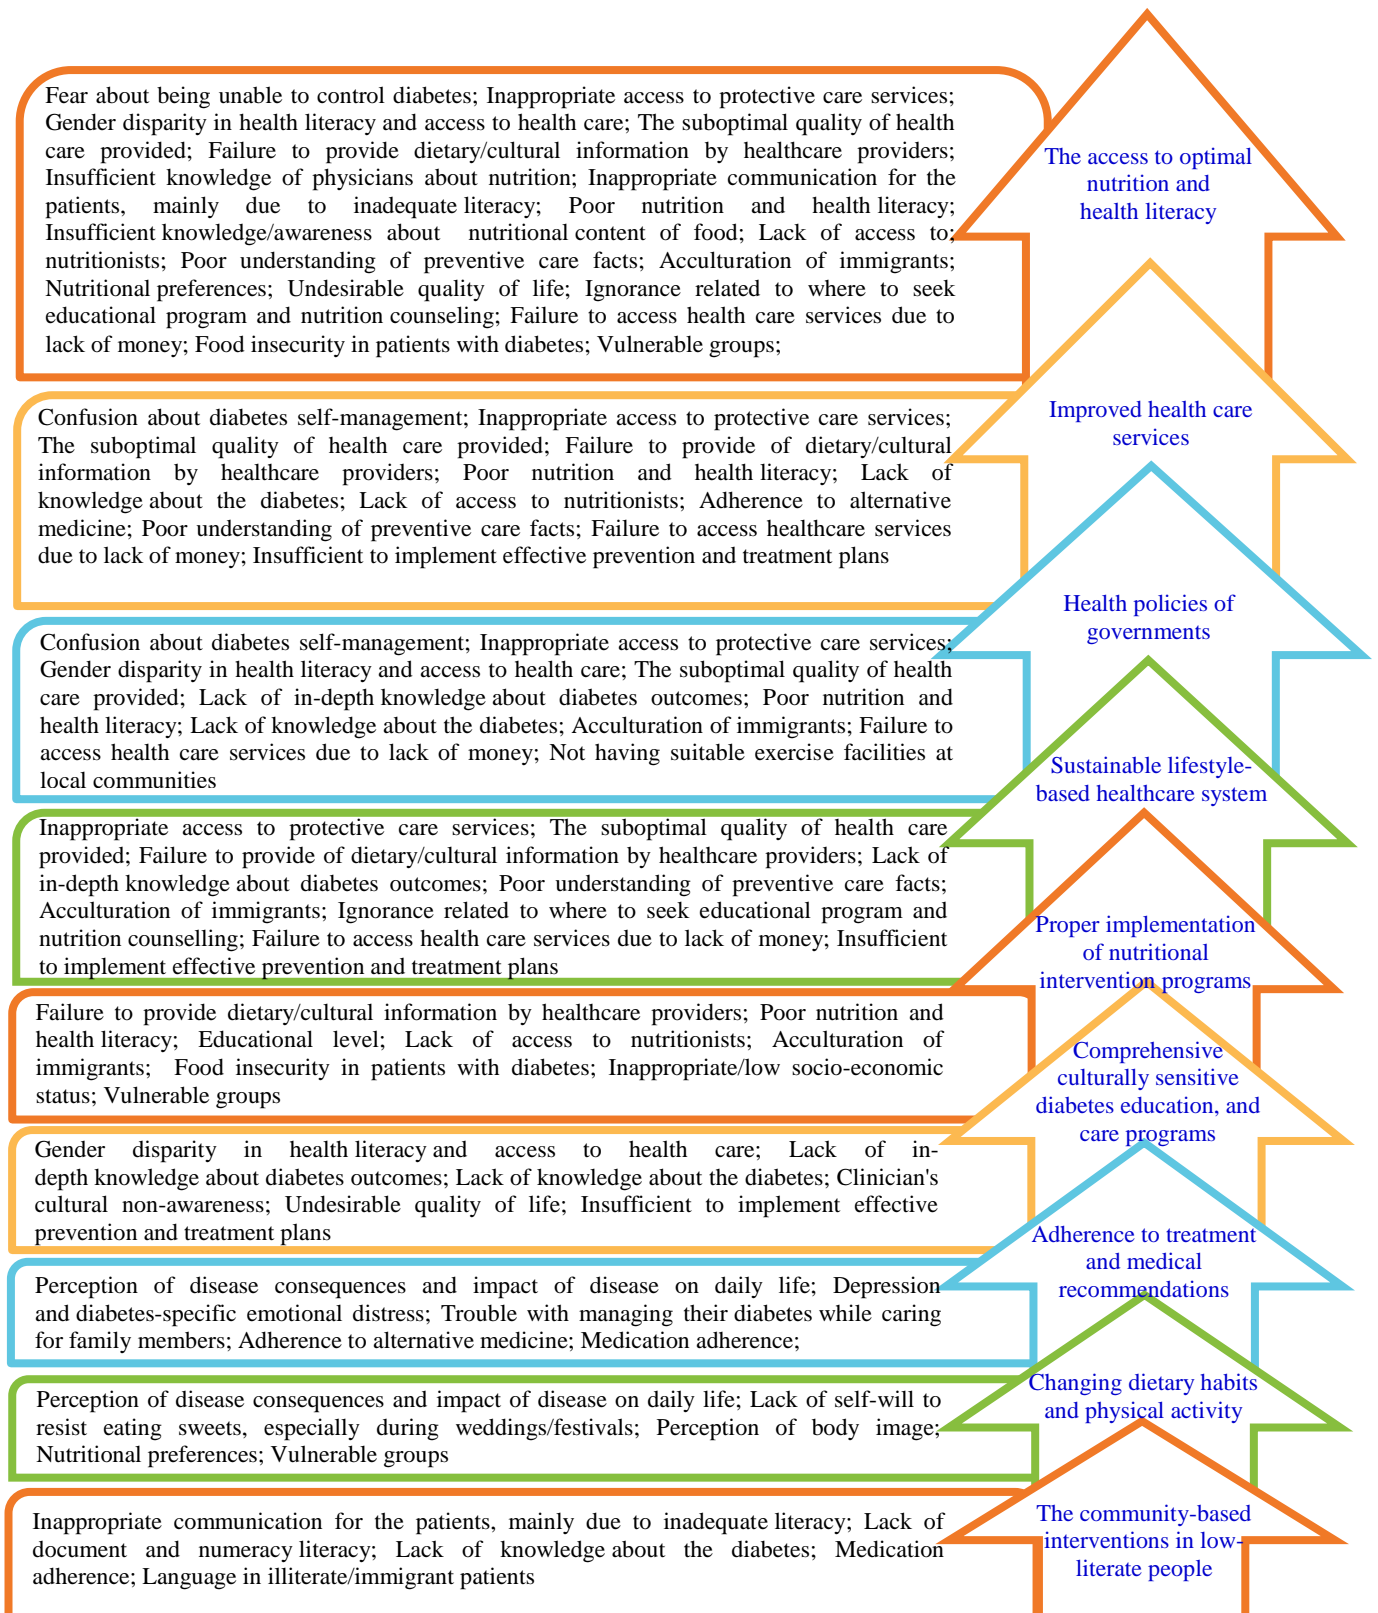 Fear about being unable to control diabetes; Inappropriate access to protective care services;
Gender disparity in health literacy and access to health care; The suboptimal quality of health
care provided; Failure to provide dietary/cultural information by healthcare providers;
Insufficient knowledge of physicians about nutrition; Inappropriate communication for the
patients, mainly due to inadequate literacy; Poor nutrition and health literacy;
Insufficient knowledge/awareness about nutritional content of food; Lack of access to;
nutritionists; Poor understanding of preventive care facts; Acculturation of immigrants;
Nutritional preferences; Undesirable quality of life; Ignorance related to where to seek
educational program and nutrition counseling; Failure to access health care services due to
lack of money; Food insecurity in patients with diabetes; Vulnerable groups;
The access to optimal
nutrition and
health literacy
Confusion about diabetes self-management; Inappropriate access to protective care services;
The suboptimal quality of health care provided; Failure to provide of dietary/cultural
information by healthcare providers; Poor nutrition and health literacy; Lack of
knowledge about the diabetes; Lack of access to nutritionists; Adherence to alternative
medicine; Poor understanding of preventive care facts; Failure to access healthcare services
due to lack of money; Insufficient to implement effective prevention and treatment plans
Improved health care
services
Confusion about diabetes self-management; Inappropriate access to protective care services;
Gender disparity in health literacy and access to health care; The suboptimal quality of health
care provided; Lack of in-depth knowledge about diabetes outcomes; Poor nutrition and
health literacy; Lack of knowledge about the diabetes; Acculturation of immigrants; Failure to
access health care services due to lack of money; Not having suitable exercise facilities at
local communities
Health policies of
governments
Inappropriate access to protective care services; The suboptimal quality of health care
provided; Failure to provide of dietary/cultural information by healthcare providers; Lack of
in-depth knowledge about diabetes outcomes; Poor understanding of preventive care facts;
Acculturation of immigrants; Ignorance related to where to seek educational program and
nutrition counselling; Failure to access health care services due to lack of money; Insufficient
to implement effective prevention and treatment plans
Sustainable lifestyle-
based healthcare system
Failure to provide dietary/cultural information by healthcare providers; Poor nutrition and
health literacy; Educational level; Lack of access to nutritionists; Acculturation of
immigrants; Food insecurity in patients with diabetes; Inappropriate/low socio-economic
status; Vulnerable groups
Proper implementation
of nutritional
intervention programs
Gender disparity in health literacy and access to health care; Lack of in-
depth knowledge about diabetes outcomes; Lack of knowledge about the diabetes; Clinician's
cultural non-awareness; Undesirable quality of life; Insufficient to implement effective
prevention and treatment plans
Comprehensive
culturally sensitive
diabetes education, and
care programs
Perception of disease consequences and impact of disease on daily life; Depression
and diabetes-specific emotional distress; Trouble with managing their diabetes while caring
for family members; Adherence to alternative medicine; Medication adherence;
Adherence to treatment
and medical
recommendations
Perception of disease consequences and impact of disease on daily life; Lack of self-will to
resist eating sweets, especially during weddings/festivals; Perception of body image;
Nutritional preferences; Vulnerable groups
Changing dietary habits
and physical activity
Inappropriate communication for the patients, mainly due to inadequate literacy; Lack of
document and numeracy literacy; Lack of knowledge about the diabetes; Medication
adherence; Language in illiterate/immigrant patients
The community-based
interventions in low-
literate people